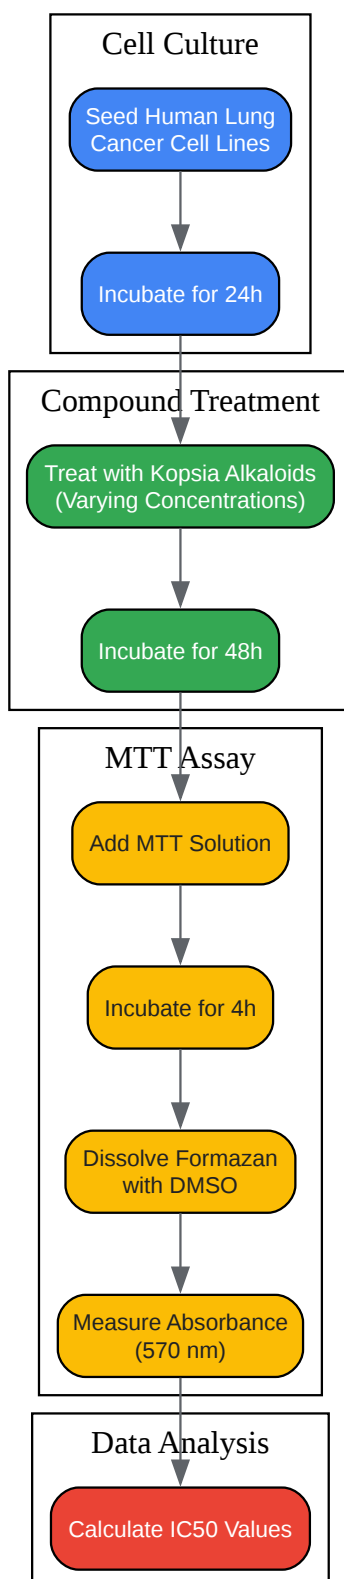 Cell Culture
Seed Human Lung
Cancer Cell Lines
Incubate for 24h
Compound Treatment
Treat with Kopsia Alkaloids
(Varying Concentrations)
Incubate for 48h
MTT Assay
Add MTT Solution
Incubate for 4h
Dissolve Formazan
with DMSO
Measure Absorbance
(570 nm)
Data Analysis
Calculate IC50 Values